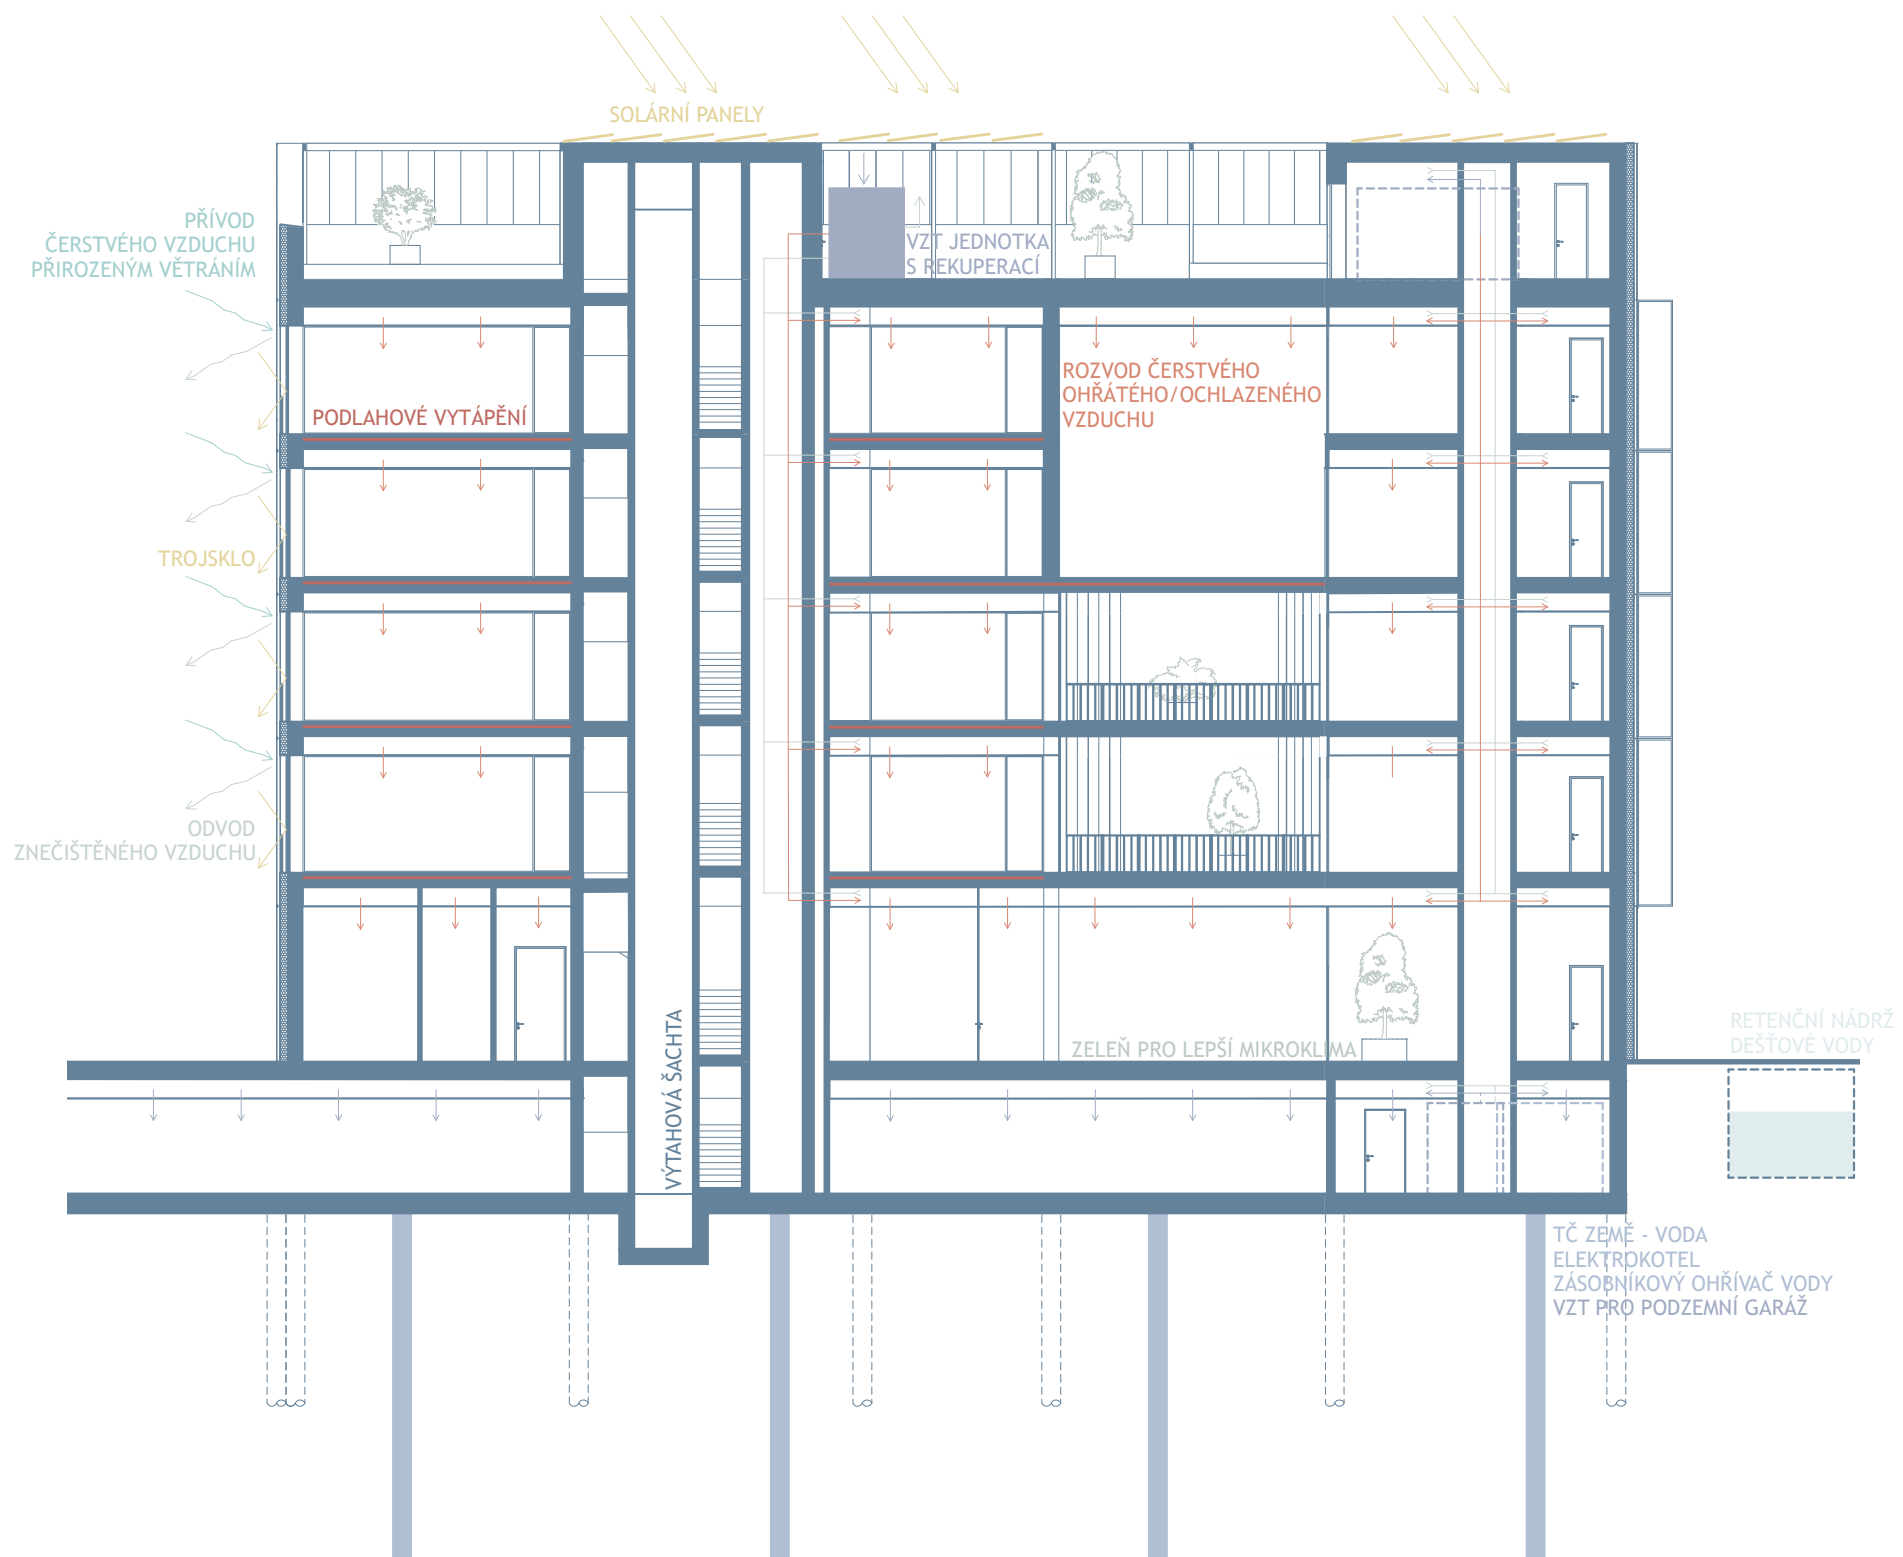 SOLÁRNÍ PANELY
PŘÍVOD
ČERSTVÉHO VZDUCHU
PŘIROZENÝM VĚTRÁNÍM
VZT JEDNOTKA
S REKUPERACÍ
ROZVOD ČERSTVÉHO
OHŘÁTÉHO/OCHLAZENÉHO
VZDUCHU
PODLAHOVÉ VYTÁPĚNÍ
TROJSKLO
ODVOD
ZNEČIŠTĚNÉHO VZDUCHU
VÝTAHOVÁ ŠACHTA
ZELEŇ PRO LEPŠÍ MIKROKLIMA
RETENČNÍ NÁDRŽ
DEŠŤOVÉ VODY
TČ ZEMĚ - VODA
ELEKTROKOTEL
ZÁSOBNÍKOVÝ OHŘÍVAČ VODY
VZT PRO PODZEMNÍ GARÁŽ